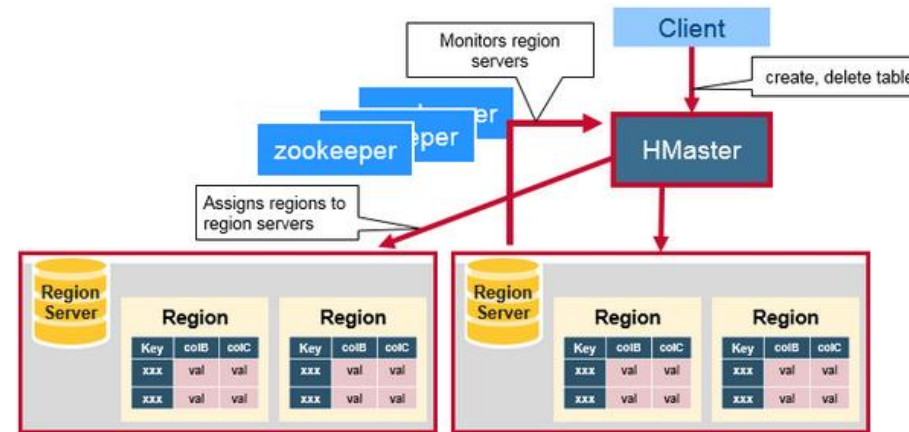 Client
Monitors region
servers
create, delete table
zookeeper
eeper
er
HMaster
Assigns regions to
region servers
Region
Server
Region
Key colB colC
xxx val val
xxx val val
Region
Key colB colC
xxx val val
xxx val val
Region
Server
Region
Key colB colC
xxx val val
xxx val val
Region
Key colB colC
xxx val val
xxx val val